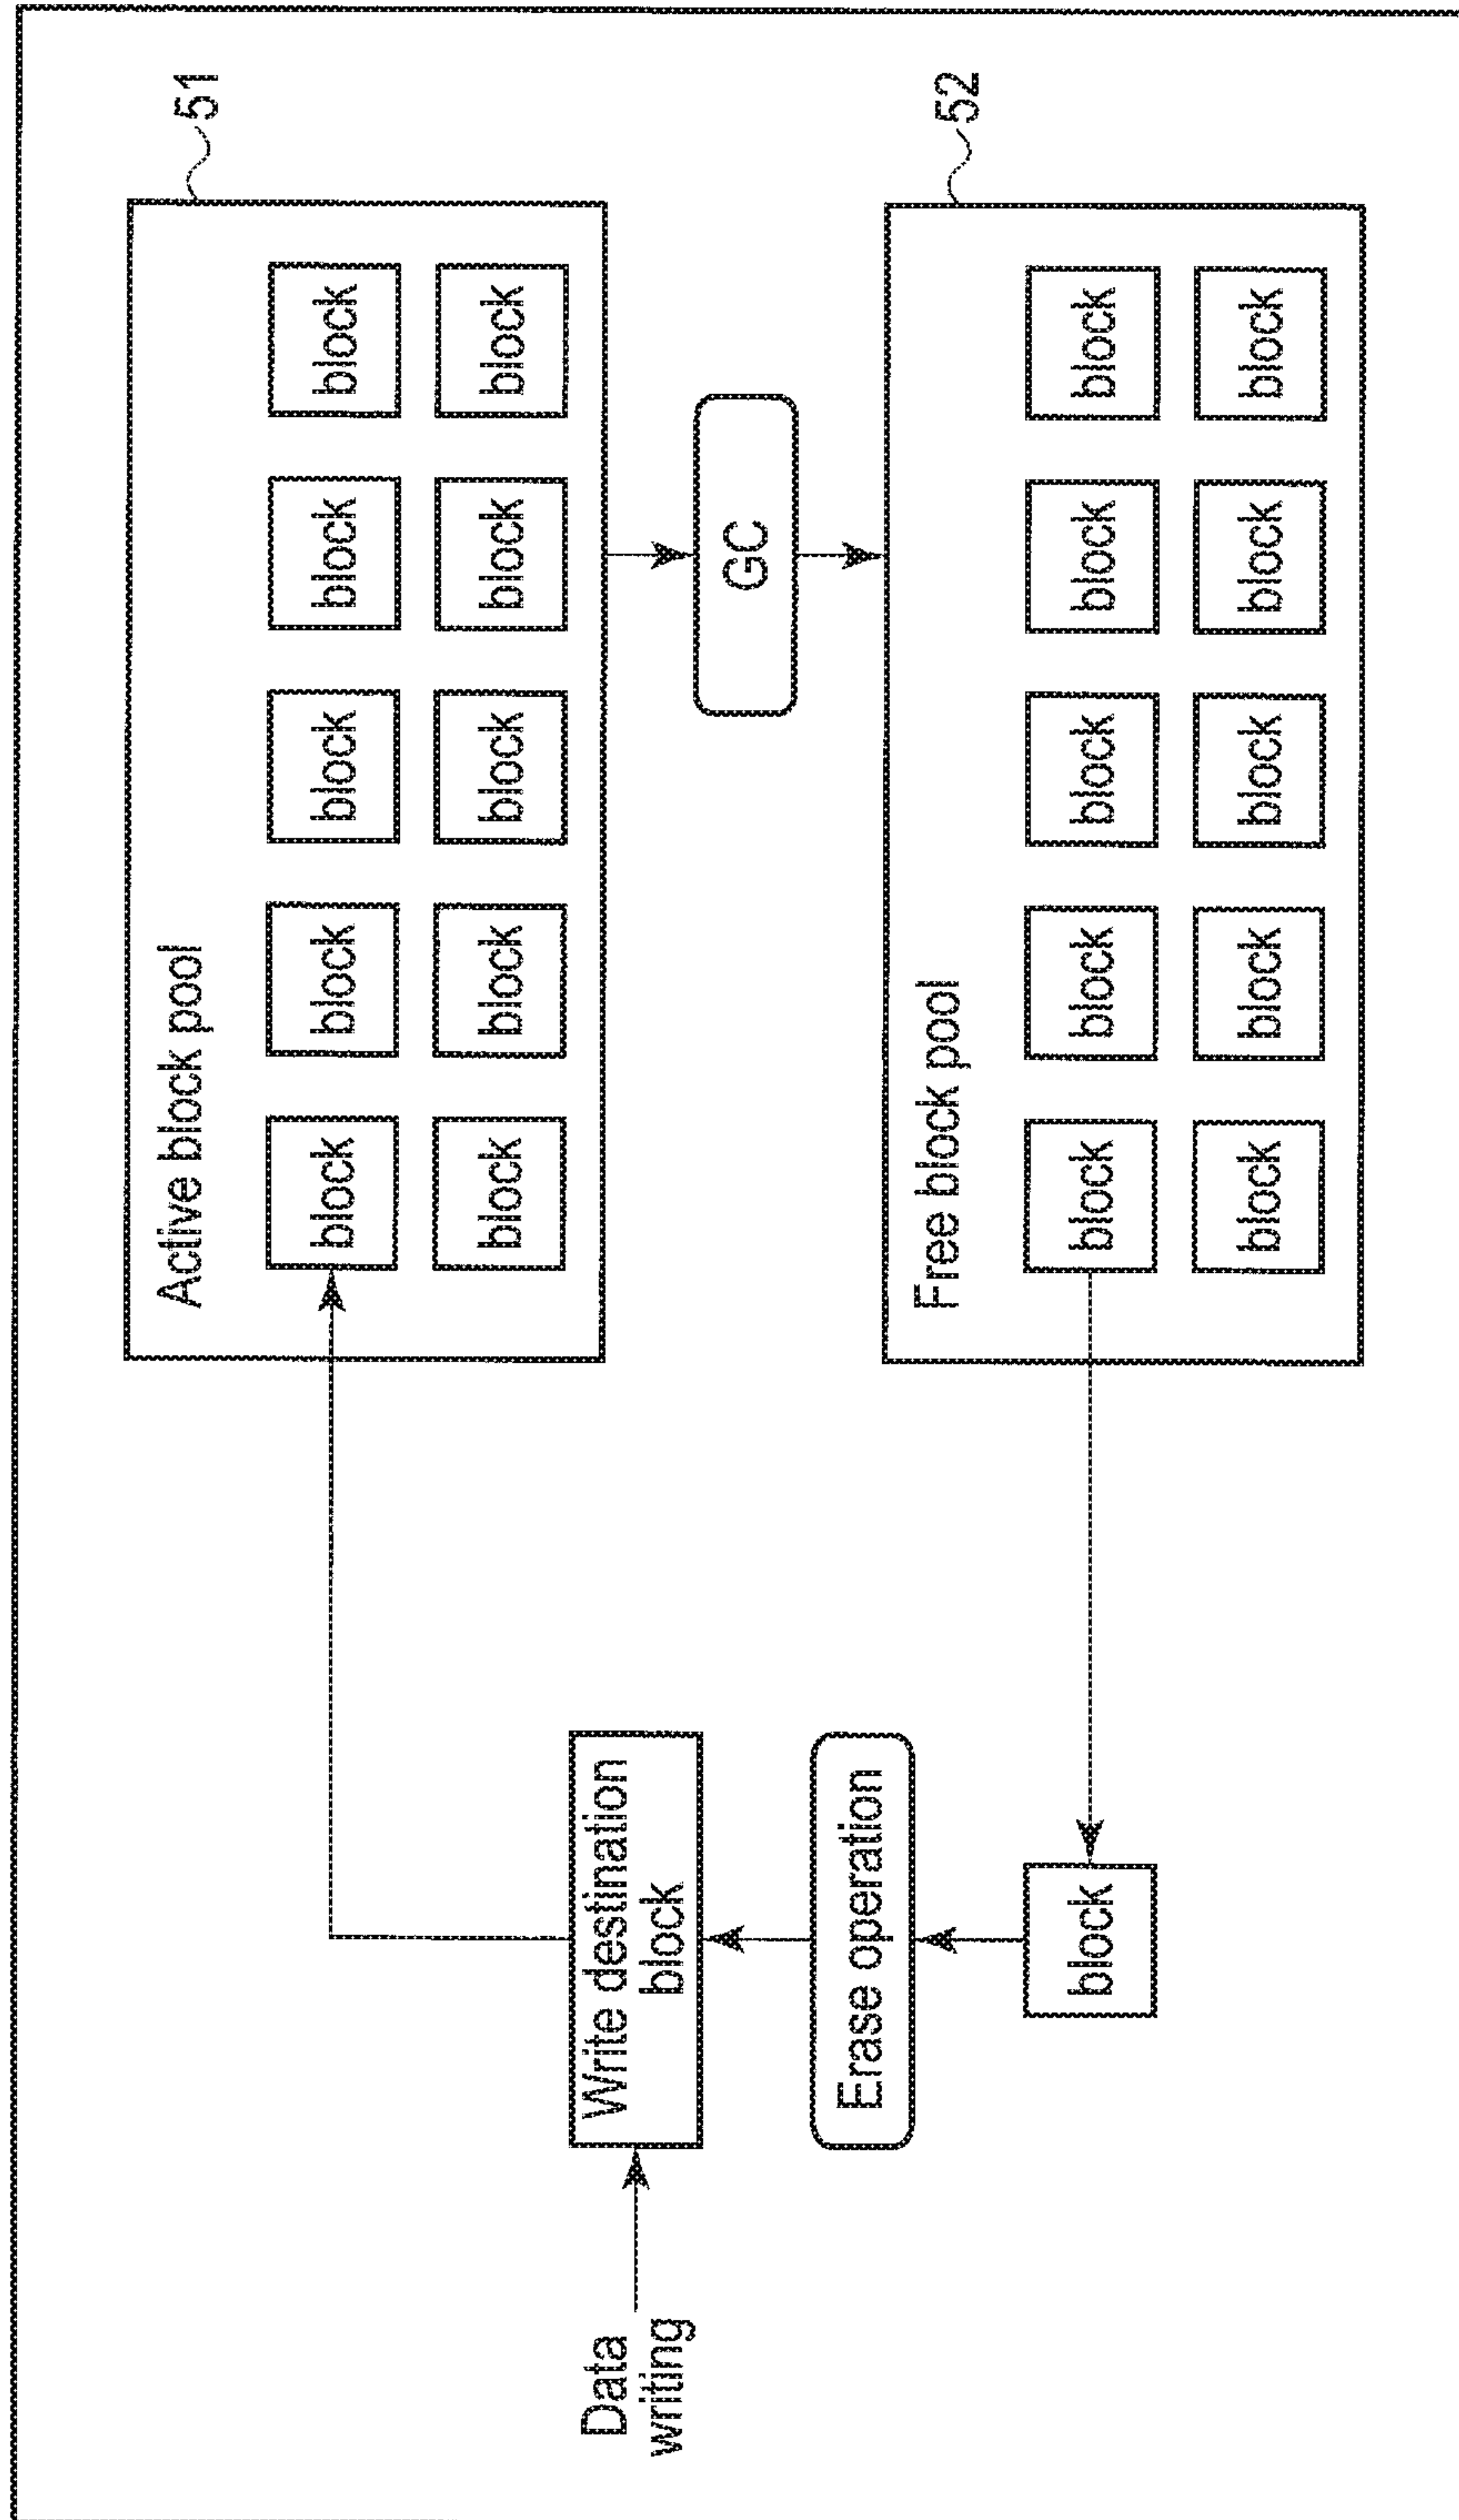 Active block pool
51
block block block block block
block block block block block
Data
writing
Write destination
block
GC
Erase operation
Free block pool
52
block
block block block block block
block block block block block